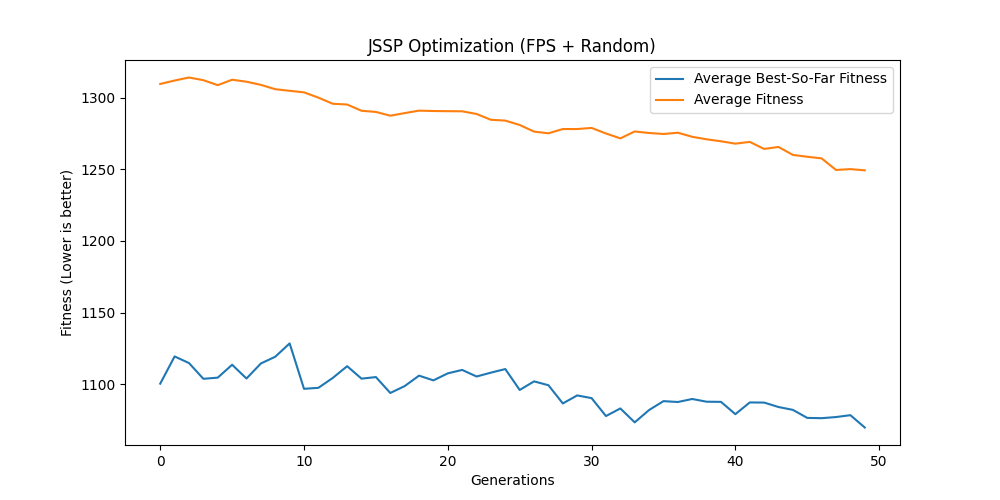 JSSP Optimization (FPS + Random)
Average Best-So-Far Fitness
Average Fitness
Fitness (Lower is better)
1300
1250
1200
1150
1100
0 10 20 30 40 50
Generations